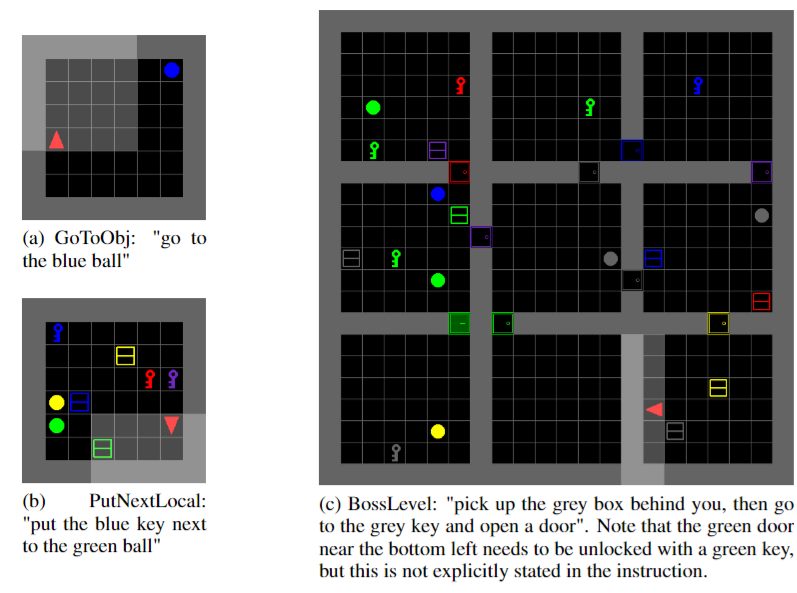 (a) GoToObj: "go to
the blue ball"
(b) PutNextLocal:
"put the blue key next
to the green ball"
(c) BossLevel: "pick up the grey box behind you, then go
to the grey key and open a door". Note that the green door
near the bottom left needs to be unlocked with a green key,
but this is not explicitly stated in the instruction.